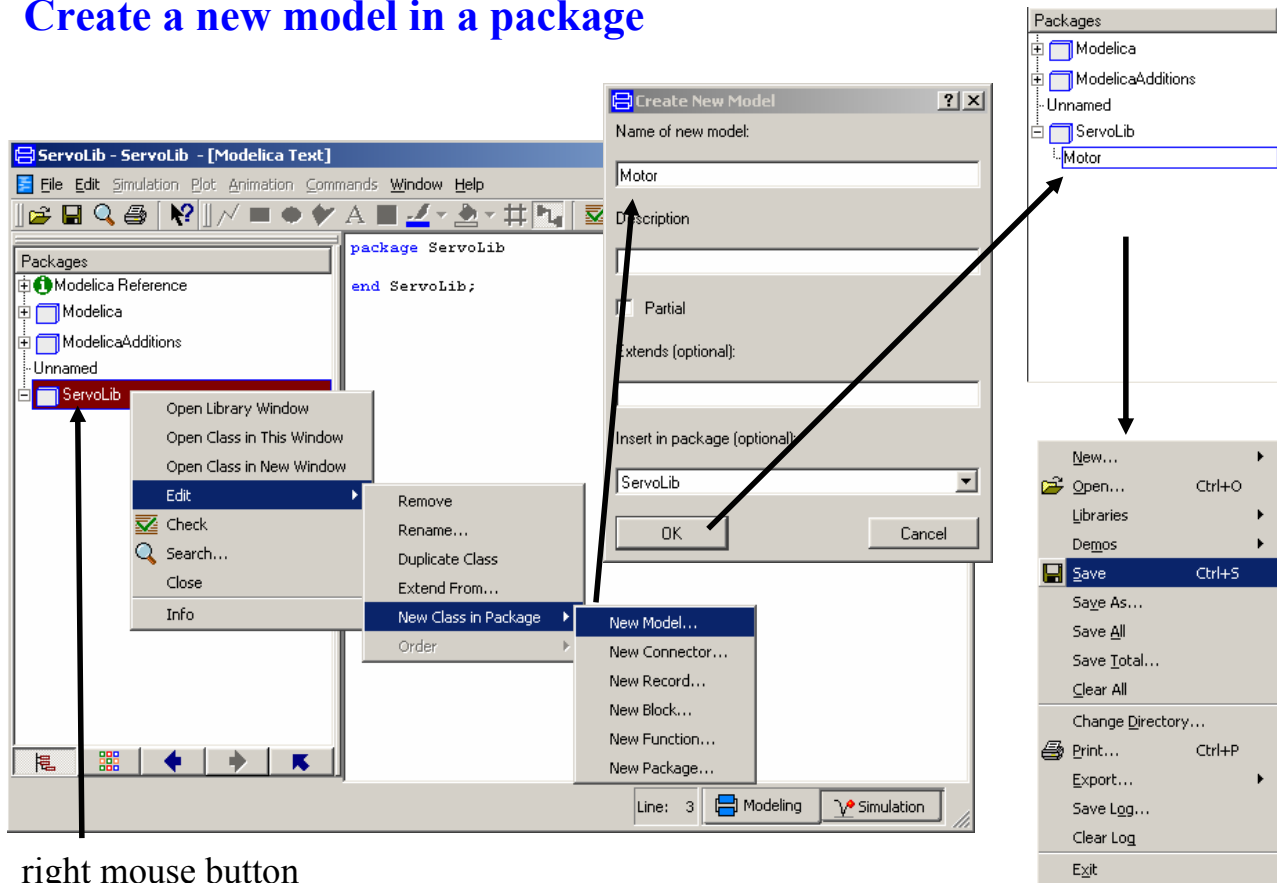 Create a new model in a package
ServoLib - ServoLib - [Modelica Text]
File Edit Simulation Plot Animation Commands Window Help
Packages
Modelica Reference
Modelica
ModelicaAdditions
Unnamed
ServoLib
package ServoLib
end ServoLib;
Open Library Window
Open Class in This Window
Open Class in New Window
Edit
Check
Search...
Close
Info
Remove
Rename...
Duplicate Class
Extend From...
New Class in Package
Order
New Model...
New Connector...
New Record...
New Block...
New Function...
New Package...
Line: 3 Modeling Simulation
right mouse button
Create New Model
Name of new model:
Motor
Description
Partial
Extends (optional):
Insert in package (optional):
ServoLib
OK Cancel
Packages
Modelica
ModelicaAdditions
Unnamed
ServoLib
Motor
New...
Open... Ctrl+O
Libraries
Demos
Save Ctrl+S
Save As...
Save All
Save Total...
Clear All
Change Directory...
Print... Ctrl+P
Export...
Save Log...
Clear Log
Exit